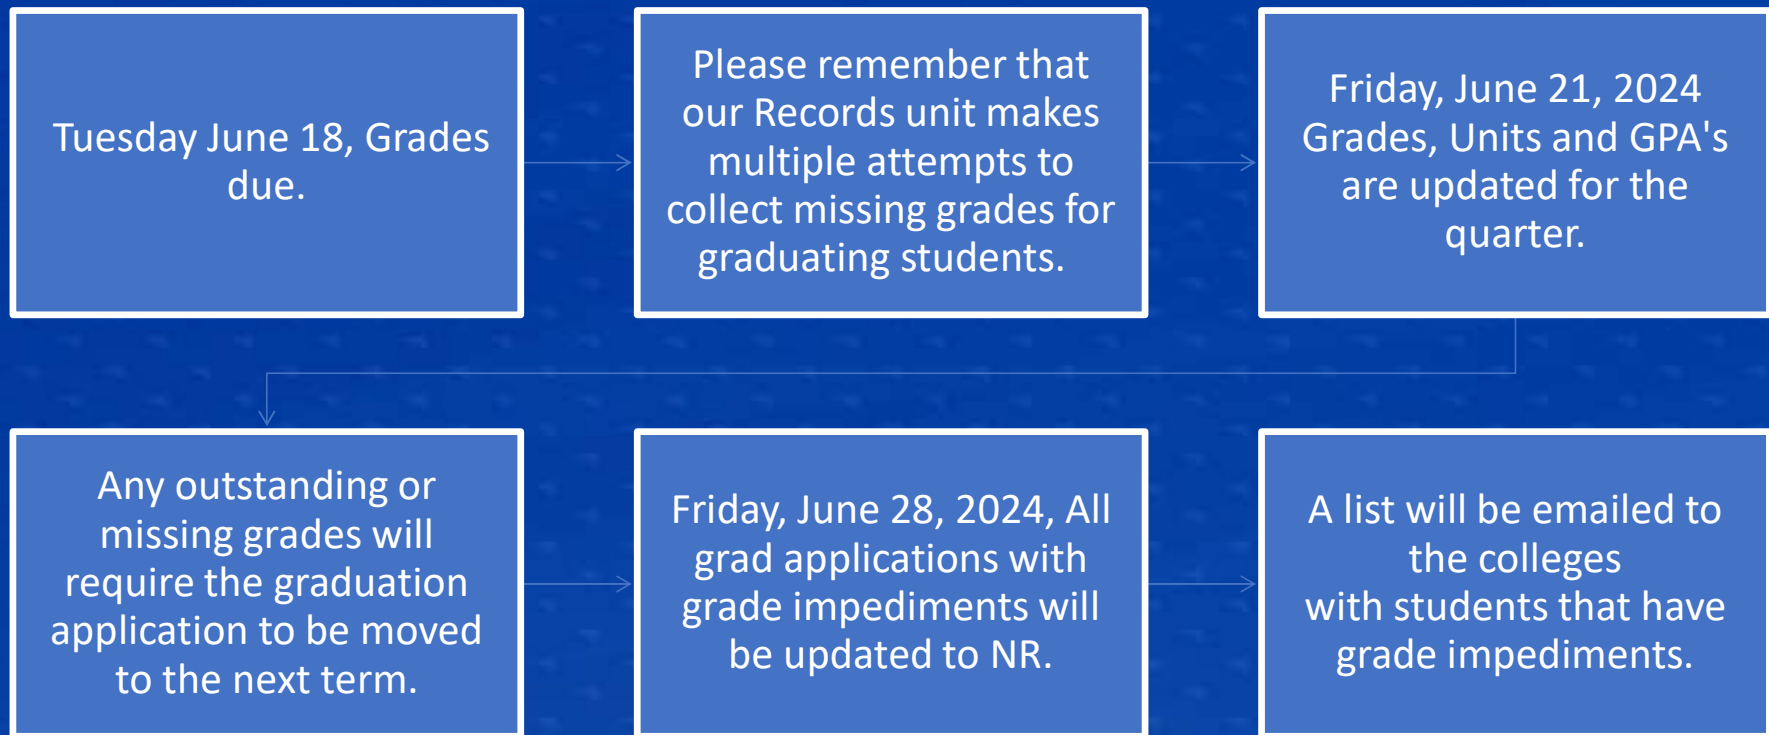 Tuesday June 18, Grades
due.
Please remember that
our Records unit makes
multiple attempts to
collect missing grades for
graduating students.
Friday, June 21, 2024
Grades, Units and GPA's
are updated for the
quarter.
Any outstanding or
missing grades will
require the graduation
application to be moved
to the next term.
Friday, June 28, 2024, All
grad applications with
grade impediments will
be updated to NR.
A list will be emailed to
the colleges
with students that have
grade impediments.